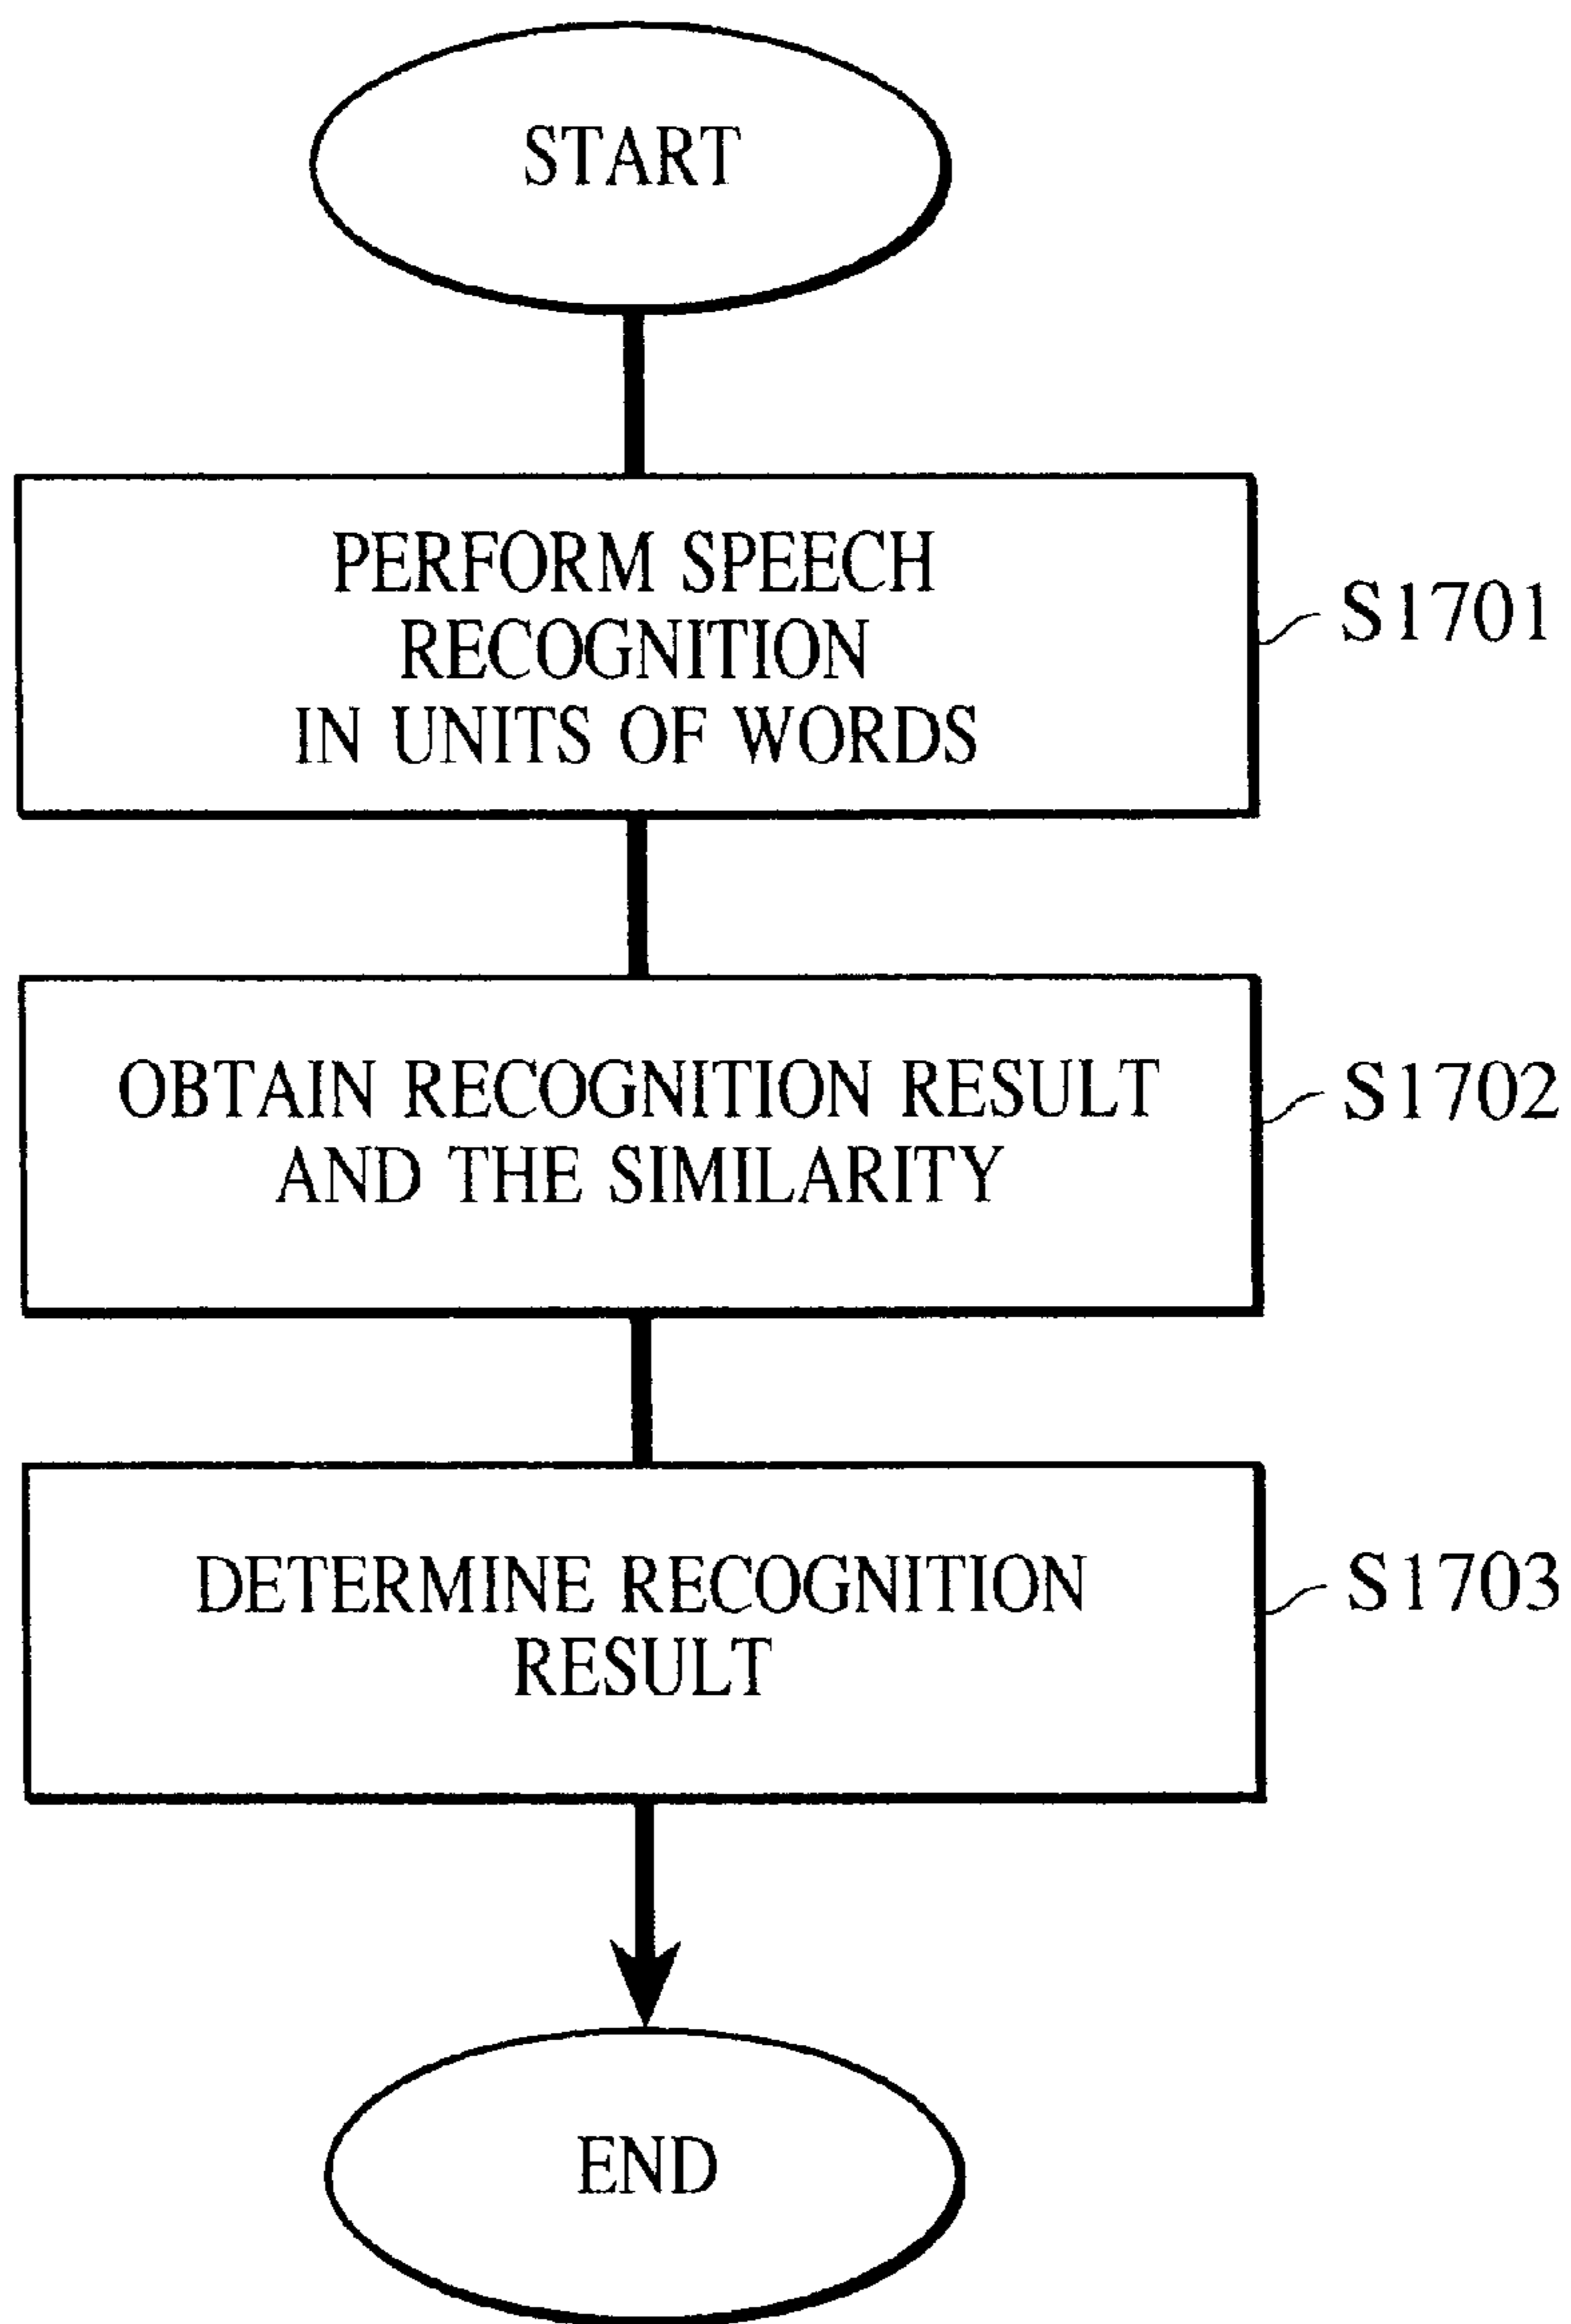 START
PERFORM SPEECH
RECOGNITION
IN UNITS OF WORDS
S1701
OBTAIN RECOGNITION RESULT
AND THE SIMILARITY
S1702
DETERMINE RECOGNITION
RESULT
S1703
END